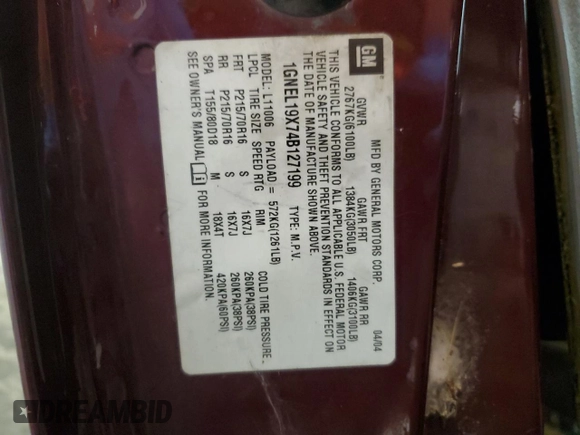 GM
MFD BY GENERAL MOTORS CORP. 04/04
GVWR GAWR FRT GAWR RR
2767KG(6100LB) 1384KG(3050LB) 1406KG(3100LB)
THIS VEHICLE CONFORMS TO ALL APPLICABLE U.S. FEDERAL MOTOR
VEHICLE SAFETY AND THEFT PREVENTION STANDARDS IN EFFECT ON
THE DATE OF MANUFACTURE SHOWN ABOVE.
1GNEL19X74B127199 TYPE: M.P.V.
MODEL: L11006 PAYLOAD = 572KG(1261LB)
LPCL TIRE SIZE SPEED RTG RIM COLD TIRE PRESSURE
FRT P215/70R16 S 16X7J 260KPA(38PSI)
RR P215/70R16 S 16X7J 260KPA(38PSI)
SPA T155/80D18 M 18X4T 420KPA(60PSI)
SEE OWNER'S MANUAL FOR MORE INFORMATION.
DREAMBID